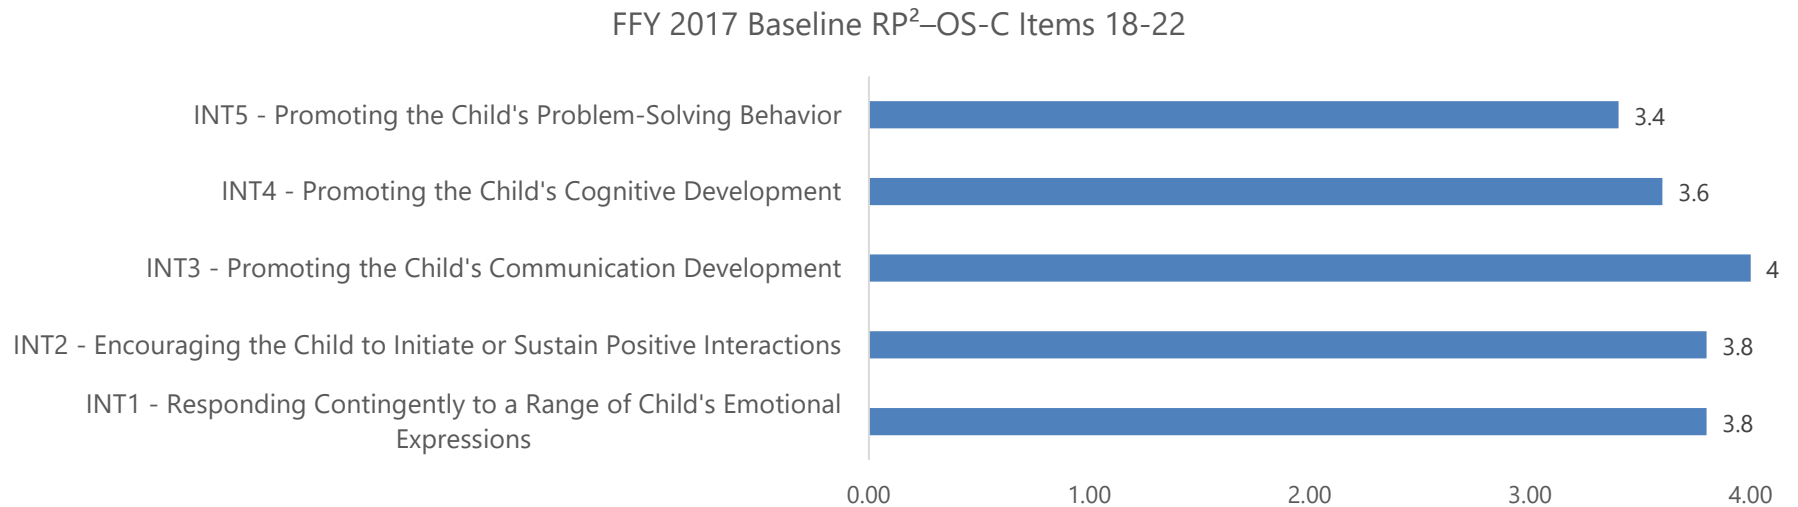 FFY 2017 Baseline RP²–OS-C Items 18-22
INT5 - Promoting the Child's Problem-Solving Behavior
3.4
INT4 - Promoting the Child's Cognitive Development
3.6
INT3 - Promoting the Child's Communication Development
4
INT2 - Encouraging the Child to Initiate or Sustain Positive Interactions
3.8
INT1 - Responding Contingently to a Range of Child's Emotional
Expressions
3.8
0.00 1.00 2.00 3.00 4.00